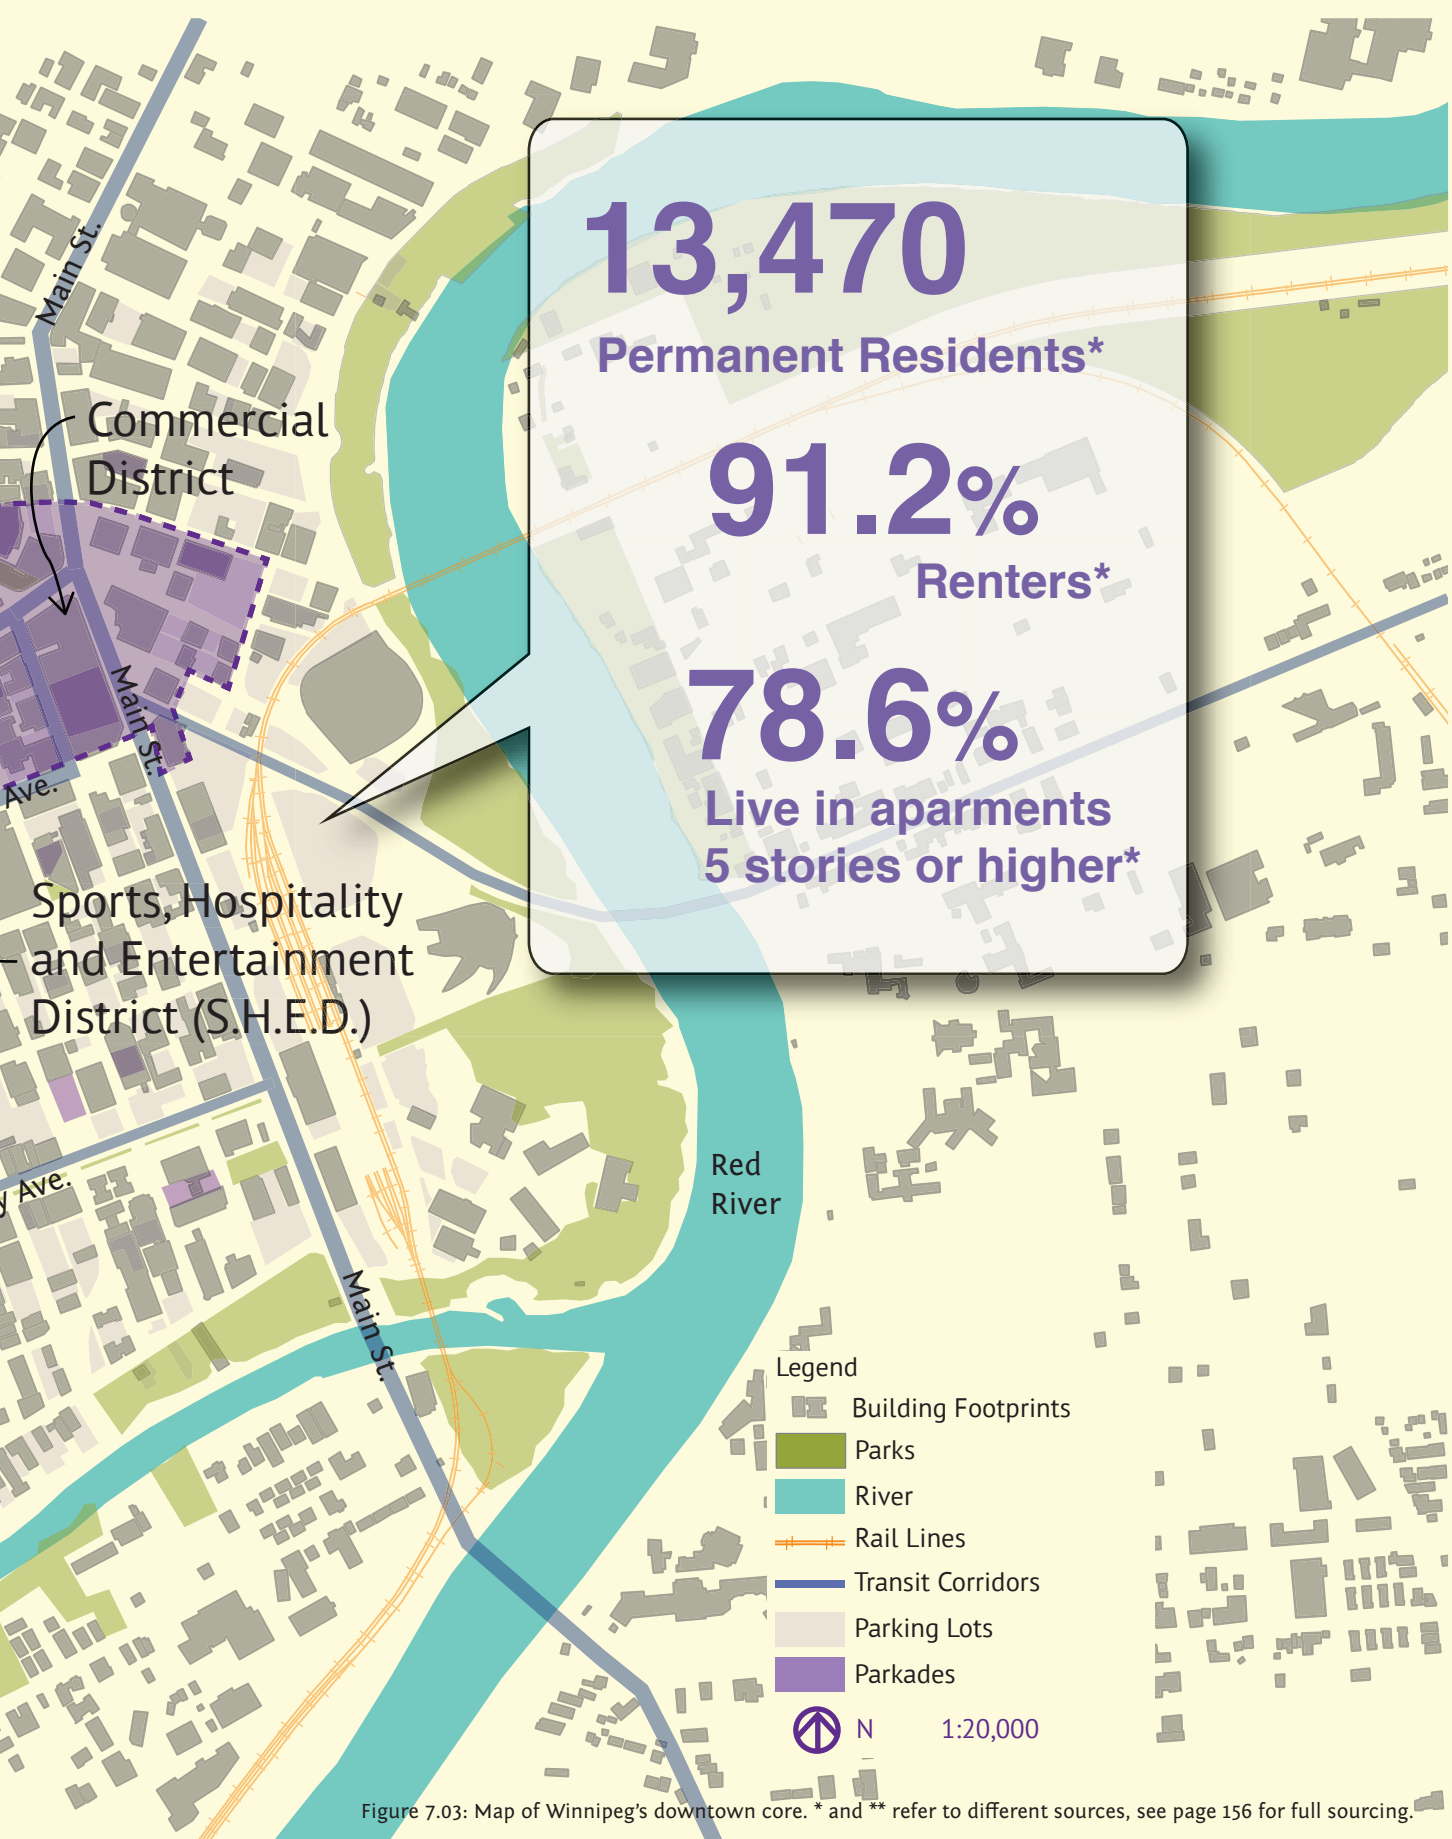 Main St.
13,470
Permanent Residents*
91.2%
Renters*
78.6%
Live in aparments
5 stories or higher*
Commercial
District
Main St.
Ave.
Sports, Hospitality
and Entertainment
District (S.H.E.D.)
y Ave.
Red
River
Main St.
Legend
Building Footprints
Parks
River
Rail Lines
Transit Corridors
Parking Lots
Parkades
N 1:20,000
Figure 7.03: Map of Winnipeg’s downtown core. * and ** refer to different sources, see page 156 for full sourcing.